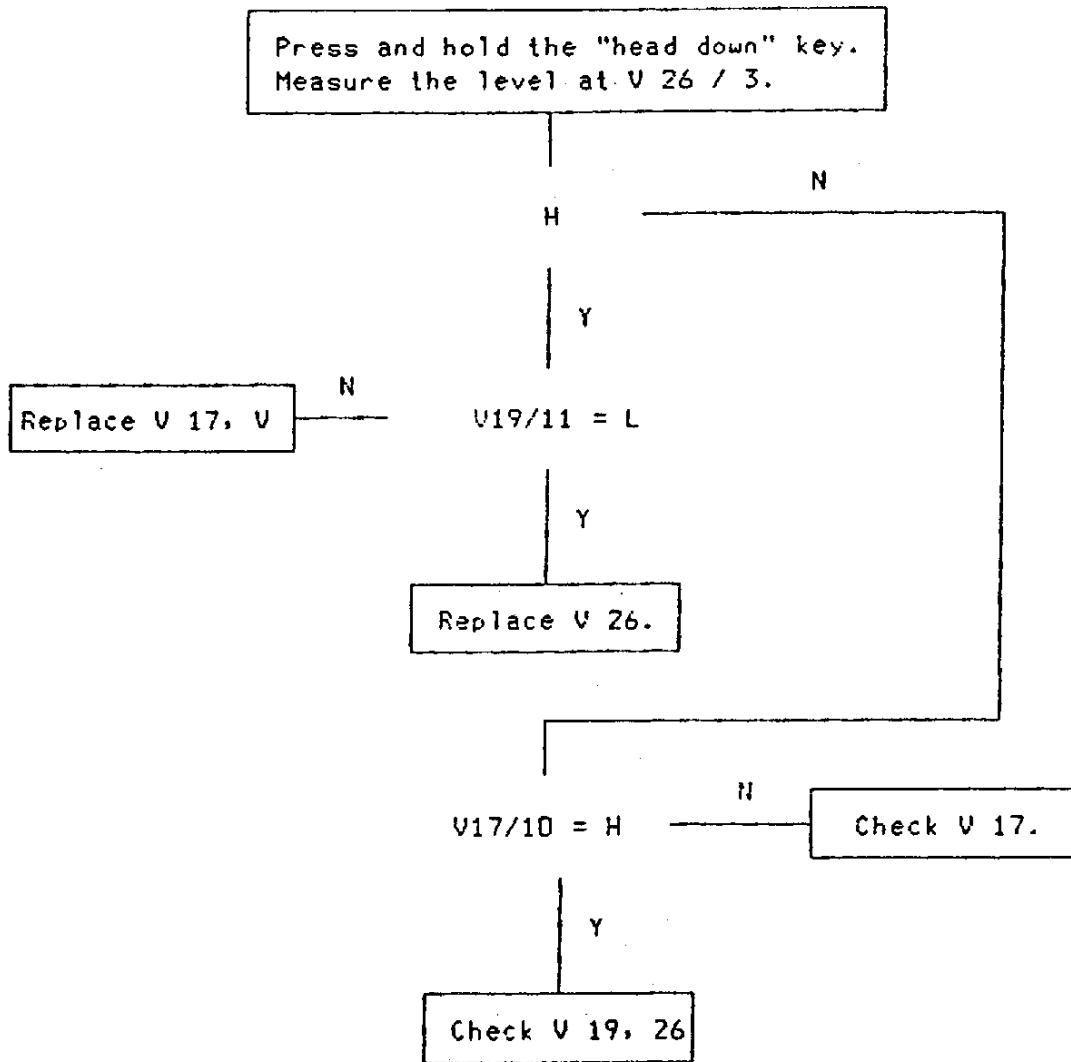 Press and hold the "head down" key.
Measure the level at V 26 / 3.
N
H
Y
N
Replace V 17, V
V19/11 = L
Y
Replace V 26.
N
V17/10 = H
Check V 17.
Y
Check V 19, 26